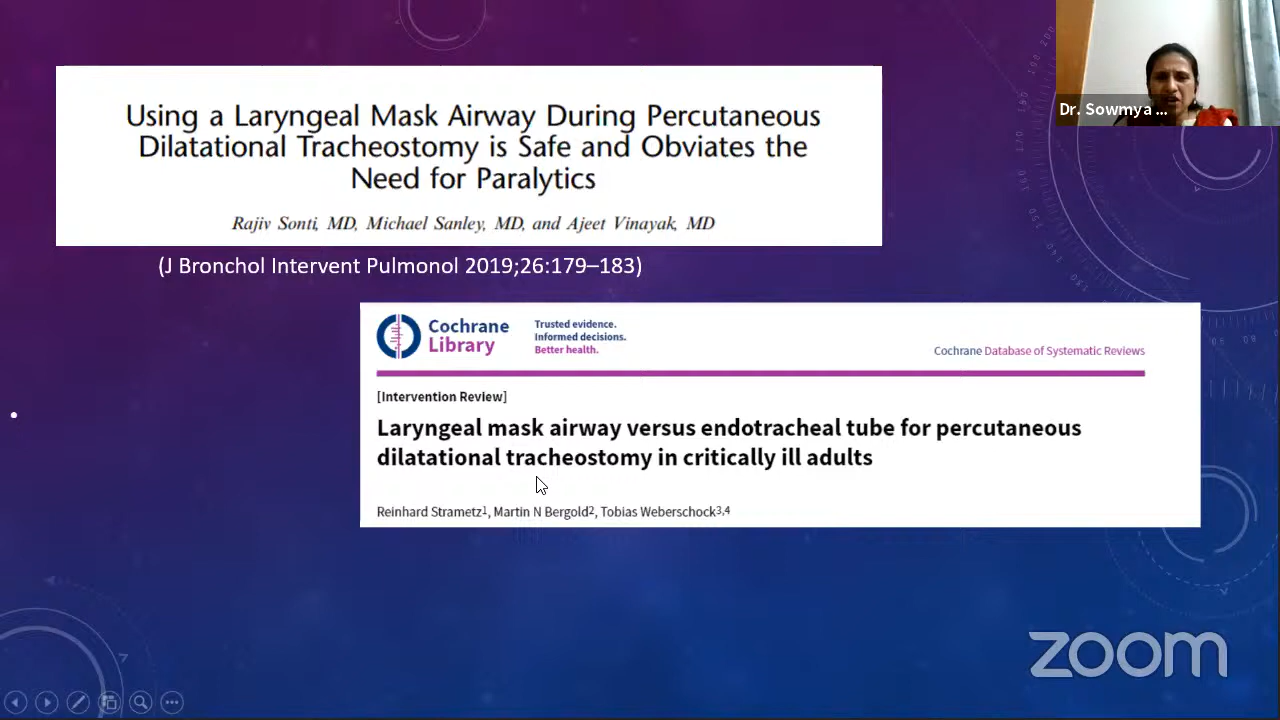 Using a Laryngeal Mask Airway During Percutaneous
Dilatational Tracheostomy is Safe and Obviates the
Need for Paralytics
Rajiv Sonti, MD, Michael Sanley, MD, and Ajeet Vinayak, MD
(J Bronchol Intervent Pulmonol 2019;26:179–183)
Dr. Sowmya ...
Cochrane
Library
Trusted evidence.
Informed decisions.
Better health.
Cochrane Database of Systematic Reviews
[Intervention Review]
Laryngeal mask airway versus endotracheal tube for percutaneous
dilatational tracheostomy in critically ill adults
Reinhard Strametz1, Martin N Bergold2, Tobias Weberschock3,4
zoom